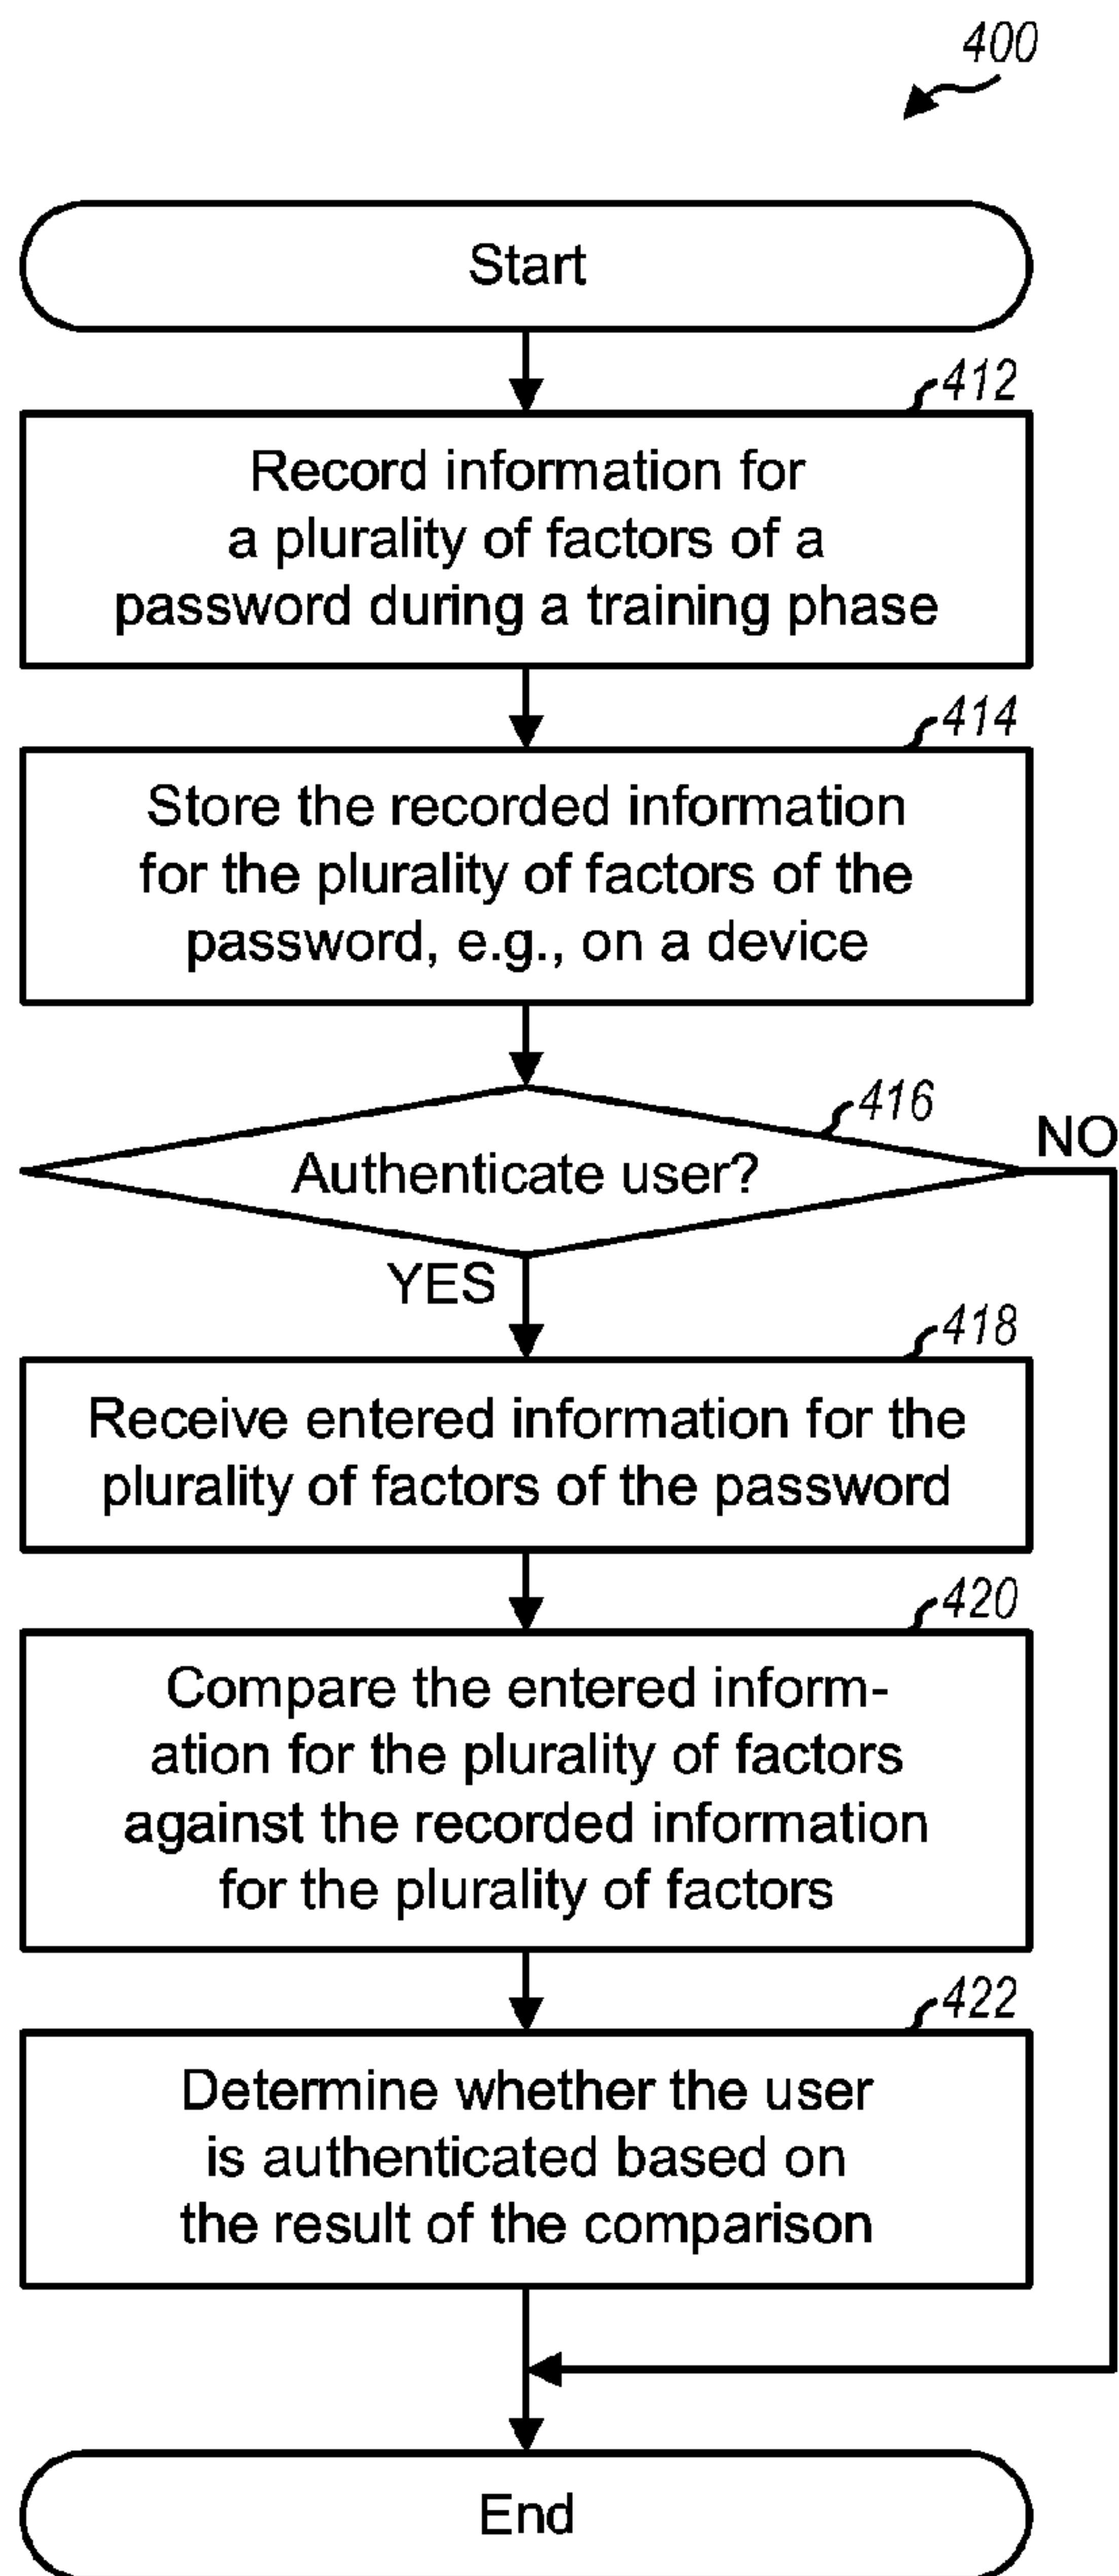 400
Start
412
Record information for
a plurality of factors of a
password during a training phase
414
Store the recorded information
for the plurality of factors of the
password, e.g., on a device
416
NO
Authenticate user?
YES
418
Receive entered information for the
plurality of factors of the password
420
Compare the entered inform-
ation for the plurality of factors
against the recorded information
for the plurality of factors
422
Determine whether the user
is authenticated based on
the result of the comparison
End